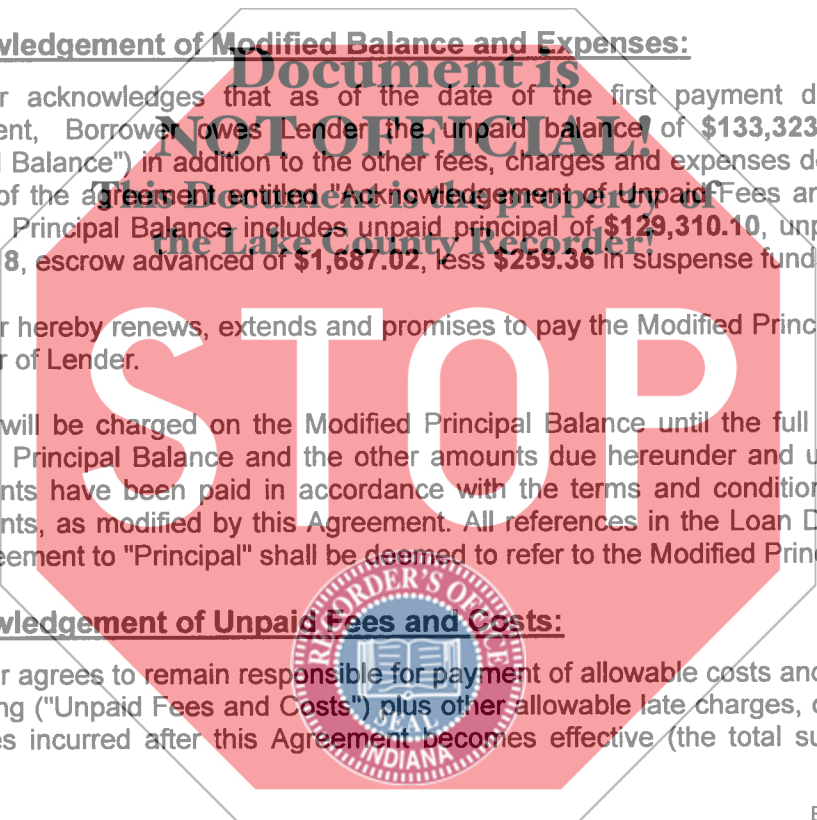 wledgement of Modified Balance and Expenses:
Document is
r acknowledges that as of the date of the first payment d
ent, Borrower owes Lender the unpaid balance of $133,323
NOT OFFICIAL!
l Balance") in addition to the other fees, charges and expenses d
of the agreement entitled "Acknowledgement of Unpaid Fees an
This Document is the property of
Principal Balance includes unpaid principal of $129,310.10, unp
the Lake County Recorder!
8, escrow advanced of $1,687.02, less $259.36 in suspense fund
STOP
r hereby renews, extends and promises to pay the Modified Princ
r of Lender.
will be charged on the Modified Principal Balance until the full
Principal Balance and the other amounts due hereunder and u
nts have been paid in accordance with the terms and condition
nts, as modified by this Agreement. All references in the Loan D
eement to "Principal" shall be deemed to refer to the Modified Princ
RECORDER'S OFFICE
SEAL
INDIANA
wledgement of Unpaid Fees and Costs:
r agrees to remain responsible for payment of allowable costs and
ng ("Unpaid Fees and Costs") plus other allowable late charges,
es incurred after this Agreement becomes effective (the total su